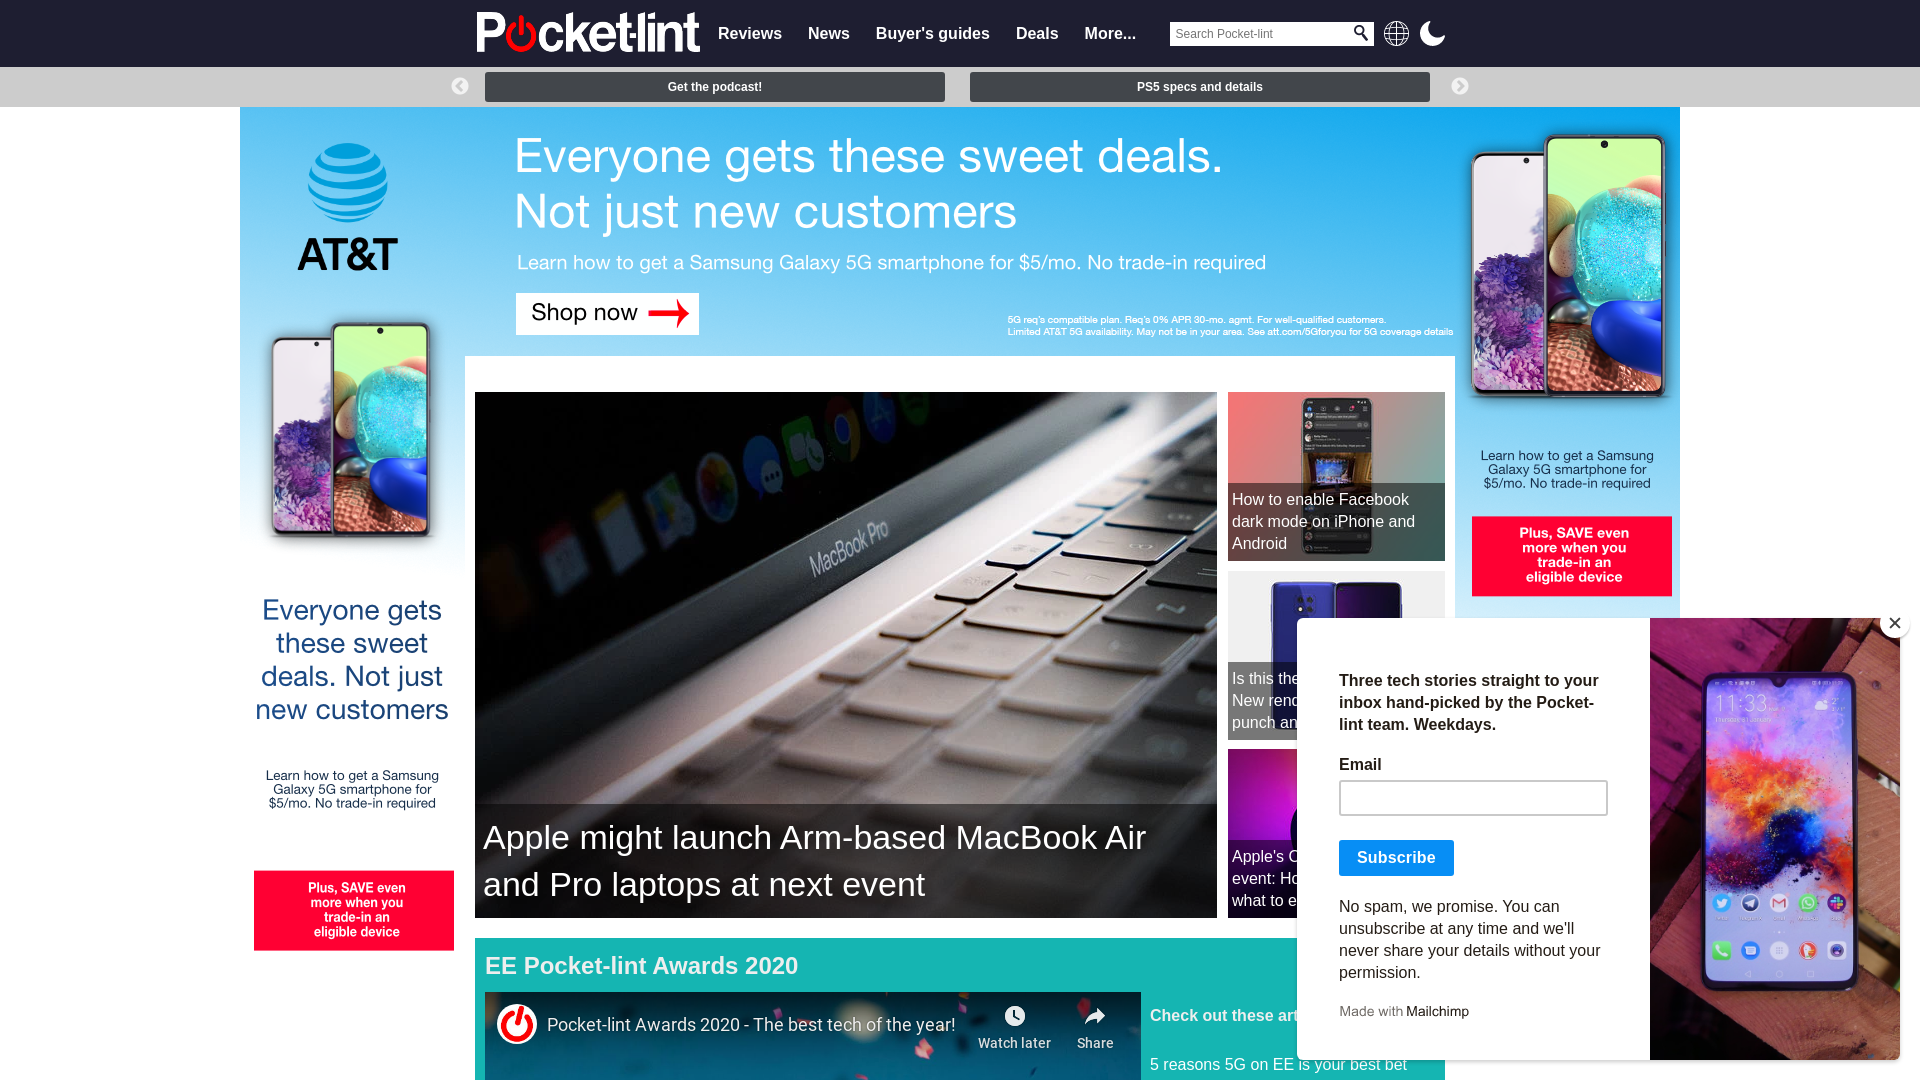 Pocket-lint
Reviews
News
Buyer's guides
Deals
More...
Search Pocket-lint
Get the podcast!
PS5 specs and details
AT&T
Everyone gets these sweet deals.
Not just new customers
Learn how to get a Samsung Galaxy 5G smartphone for $5/mo. No trade-in required
Shop now
5G req's compatible plan. Req's 0% APR 30-mo. agmt. For well-qualified customers.
Limited AT&T 5G availability. May not be in your area. See att.com/5Gforyou for 5G coverage details
Everyone gets
these sweet
deals. Not just
new customers
Learn how to get a Samsung
Galaxy 5G smartphone for
$5/mo. No trade-in required
Plus, SAVE even
more when you
trade-in an
eligible device
MacBook Pro
Apple might launch Arm-based MacBook Air
and Pro laptops at next event
How to enable Facebook
dark mode on iPhone and
Android
Is this the
New rend
punch an
Apple's O
event: Ho
what to e
Learn how to get a Samsung
Galaxy 5G smartphone for
$5/mo. No trade-in required
Plus, SAVE even
more when you
trade-in an
eligible device
EE Pocket-lint Awards 2020
Pocket-lint Awards 2020 - The best tech of the year!
Watch later
Share
Check out these art
5 reasons 5G on EE is your best bet
Three tech stories straight to your
inbox hand-picked by the Pocket-
lint team. Weekdays.
Email
Subscribe
No spam, we promise. You can
unsubscribe at any time and we'll
never share your details without your
permission.
Made with Mailchimp
11:33